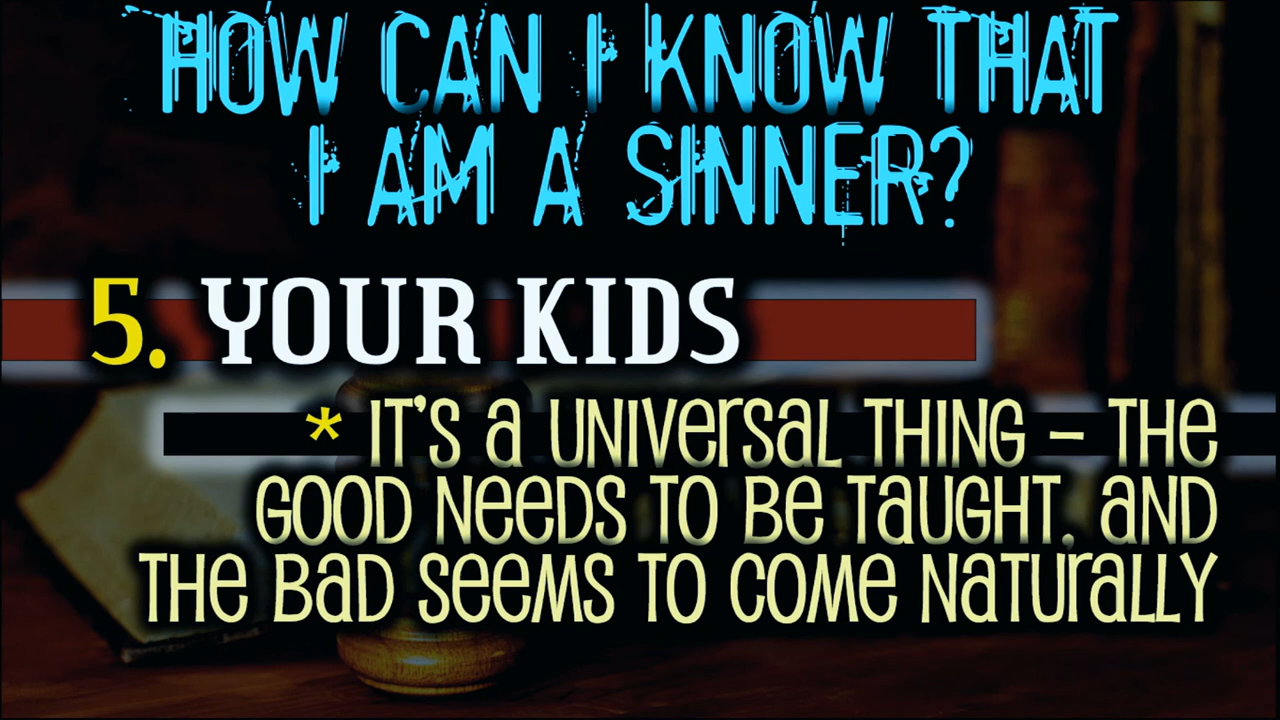 HOW CAN I KNOW THAT
I AM A SINNER?
5. YOUR KIDS
* IT'S a UNIVersaL THING – THe
GOOD NeeDS TO Be TaUGHT, aND
THe BaD Seems TO COMe NaTUraLLY